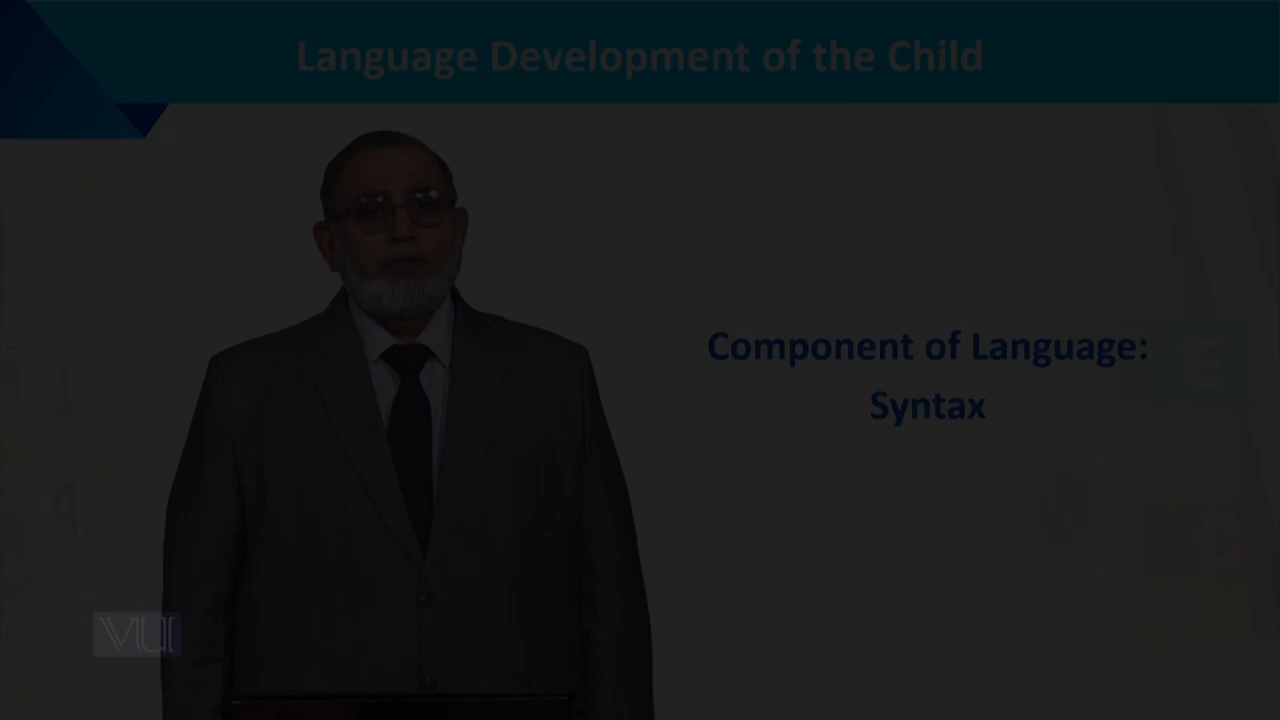 Language Development of the Child
Component of Language:
Syntax
VU
E
C